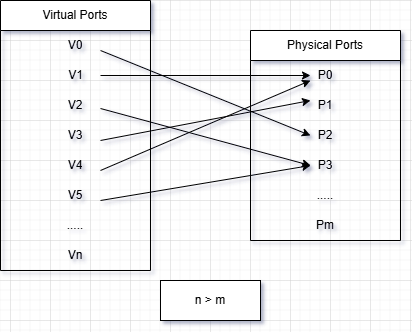 Virtual Ports
V0
V1
V2
V3
V4
V5
.....
Vn
Physical Ports
P0
P1
P2
P3
.....
Pm
n > m